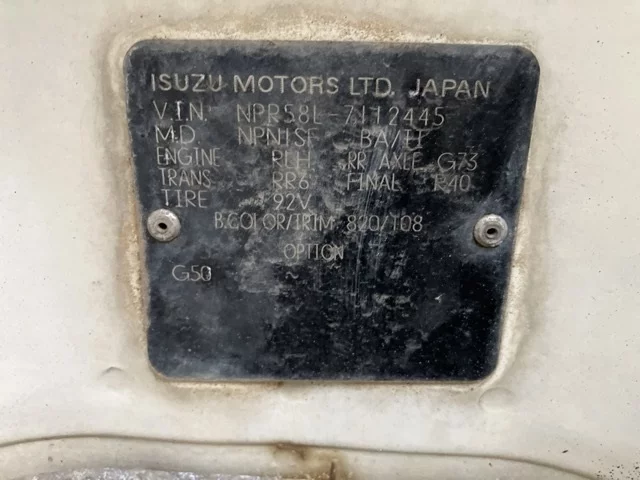 ISUZU MOTORS LTD. JAPAN
V.I.N. NPR58L-7112445
M.D. NPN1SF BA/TI
ENGINE RLH RR AXLE G73
TRANS RR6 FINAL R40
TIRE 92V
B.COLOR/TRIM 820/T08
OPTION
G50